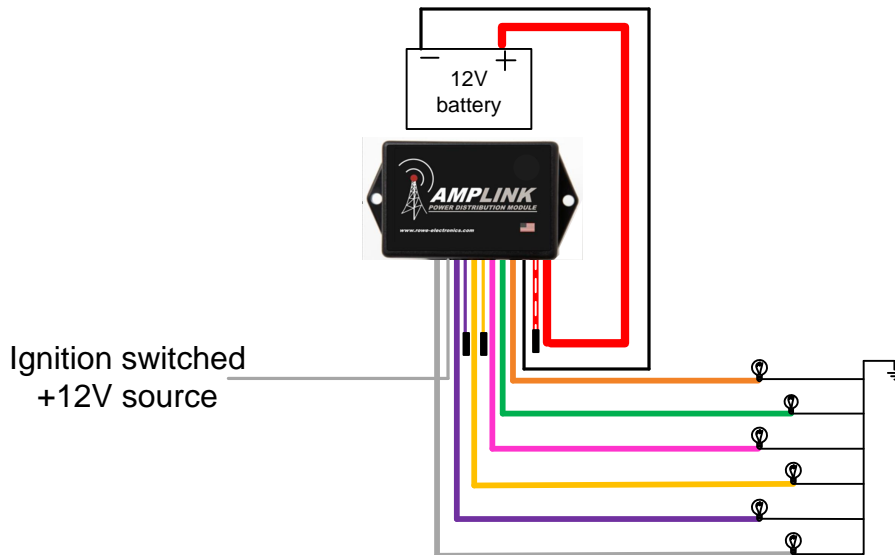 12V
battery
AMPLINK
POWER DISTRIBUTION MODULE
www.rowe-electronics.com
Ignition switched
+12V source